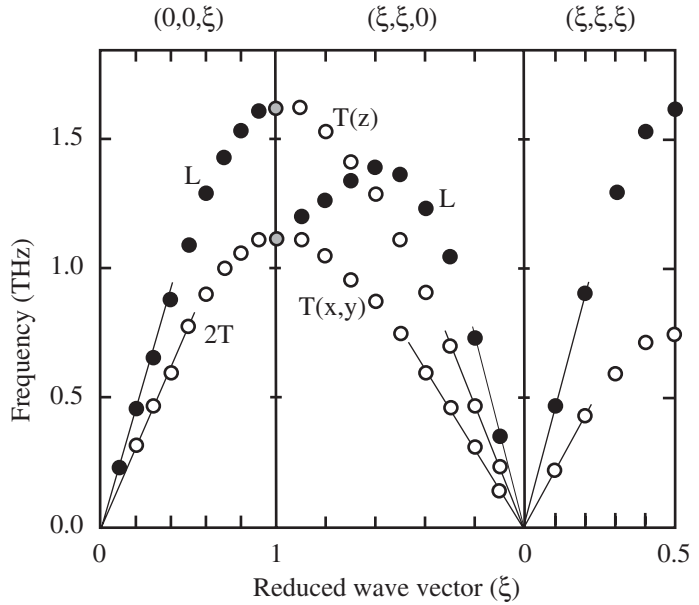 (0,0,ξ) (ξ,ξ,0) (ξ,ξ,ξ)
1.5
1.0
0.5
0.0
Frequency (THz)
T(z)
L
L
T(x,y)
2T
0 1 0 0.5
Reduced wave vector (ξ)